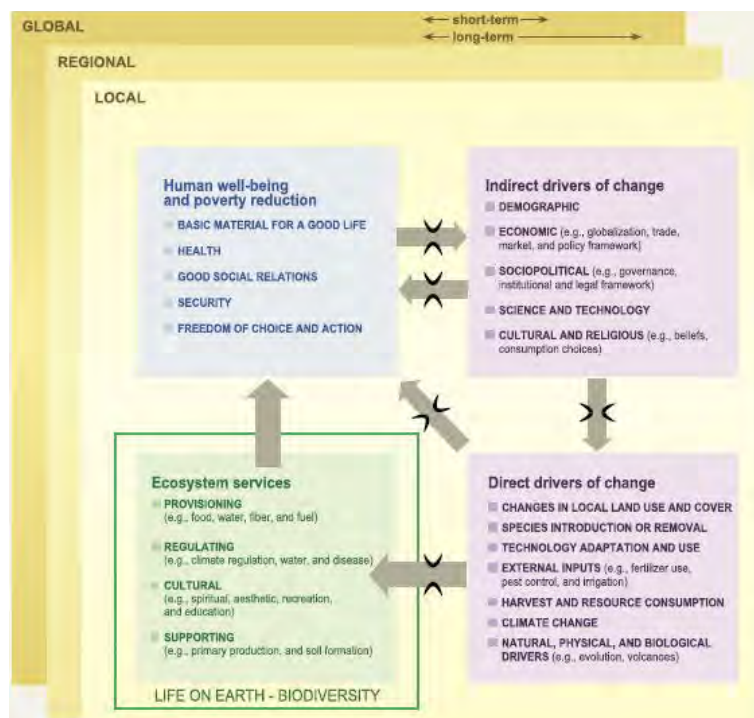 GLOBAL
short-term
long-term
REGIONAL
LOCAL
Human well-being
and poverty reduction
BASIC MATERIAL FOR A GOOD LIFE
HEALTH
GOOD SOCIAL RELATIONS
SECURITY
FREEDOM OF CHOICE AND ACTION
Indirect drivers of change
DEMOGRAPHIC
ECONOMIC (e.g., globalization, trade,
market, and policy framework)
SOCIOPOLITICAL (e.g., governance,
institutional and legal framework)
SCIENCE AND TECHNOLOGY
CULTURAL AND RELIGIOUS (e.g., beliefs,
consumption choices)
Ecosystem services
PROVISIONING
(e.g., food, water, fiber, and fuel)
REGULATING
(e.g., climate regulation, water, and disease)
CULTURAL
(e.g., spiritual, aesthetic, recreation,
and education)
SUPPORTING
(e.g., primary production, and soil formation)
LIFE ON EARTH - BIODIVERSITY
Direct drivers of change
CHANGES IN LOCAL LAND USE AND COVER
SPECIES INTRODUCTION OR REMOVAL
TECHNOLOGY ADAPTATION AND USE
EXTERNAL INPUTS (e.g., fertilizer use,
pest control, and irrigation)
HARVEST AND RESOURCE CONSUMPTION
CLIMATE CHANGE
NATURAL, PHYSICAL, AND BIOLOGICAL
DRIVERS (e.g., evolution, volcanoes)